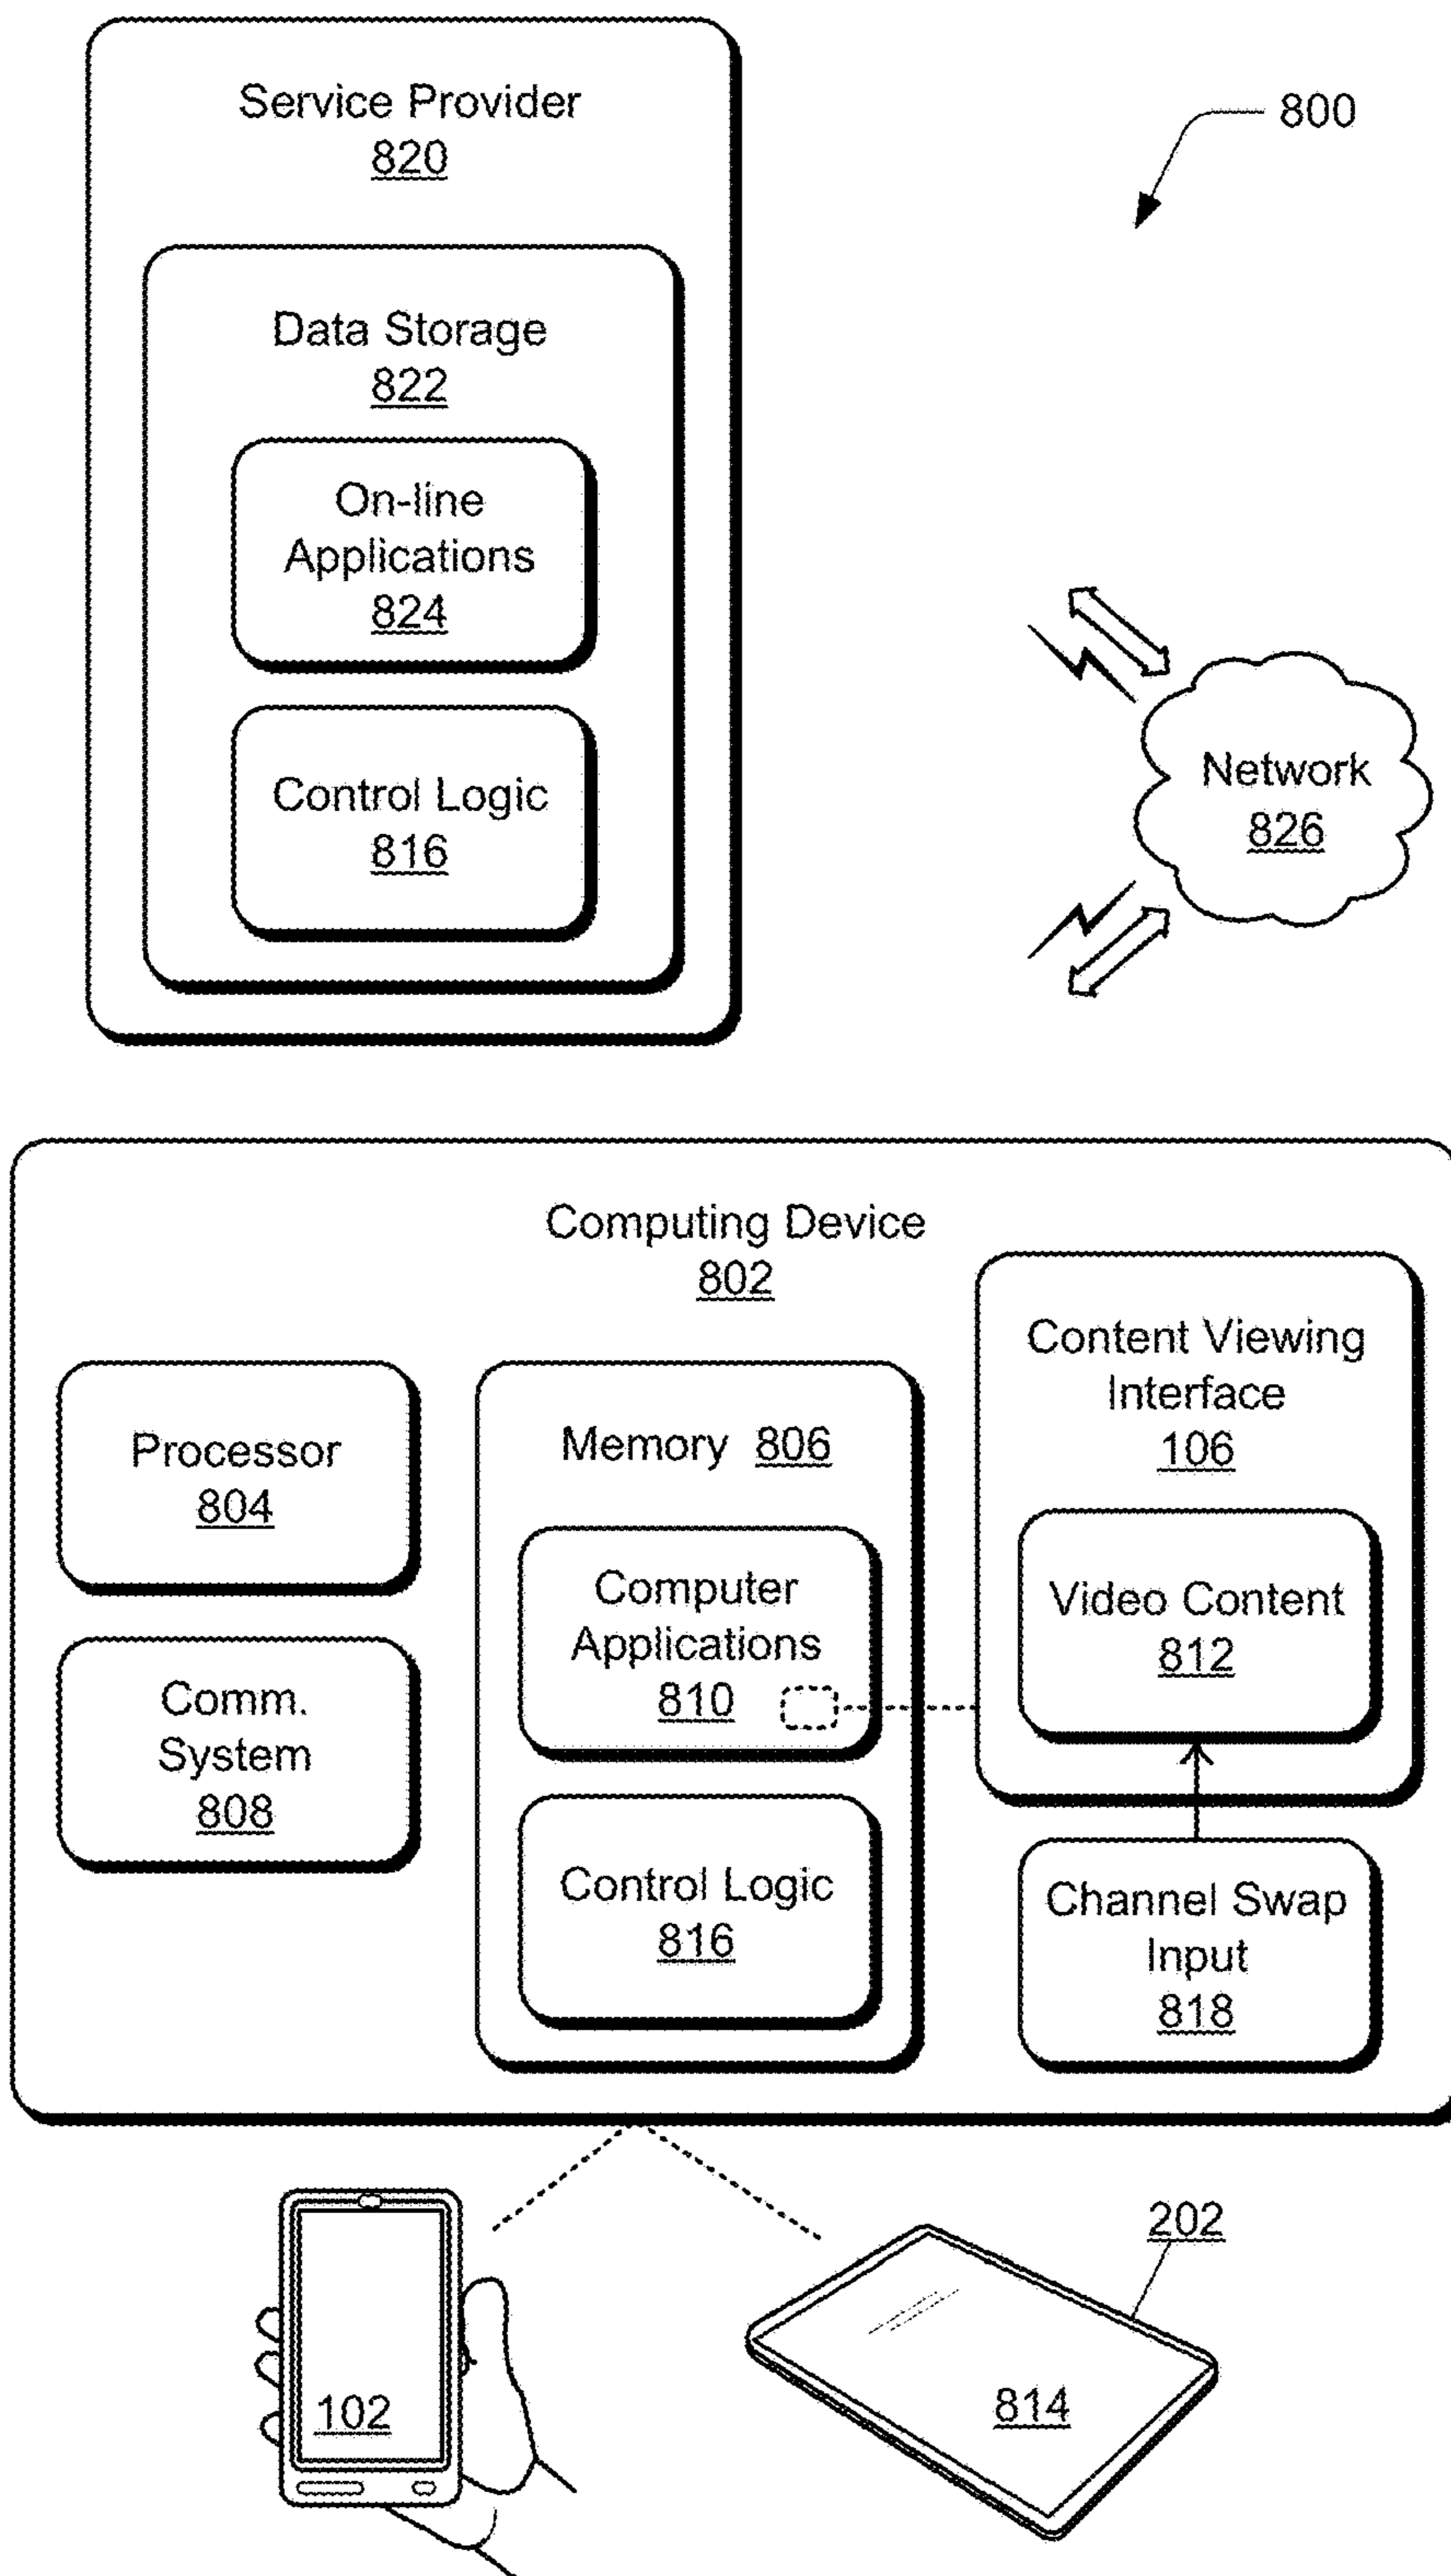 Service Provider
820
800
Data Storage
822
On-line
Applications
824
Control Logic
816
Network
826
Computing Device
802
Processor
804
Comm.
System
808
Memory 806
Computer
Applications
810
Control Logic
816
Content Viewing
Interface
106
Video Content
812
Channel Swap
Input
818
102
202
814